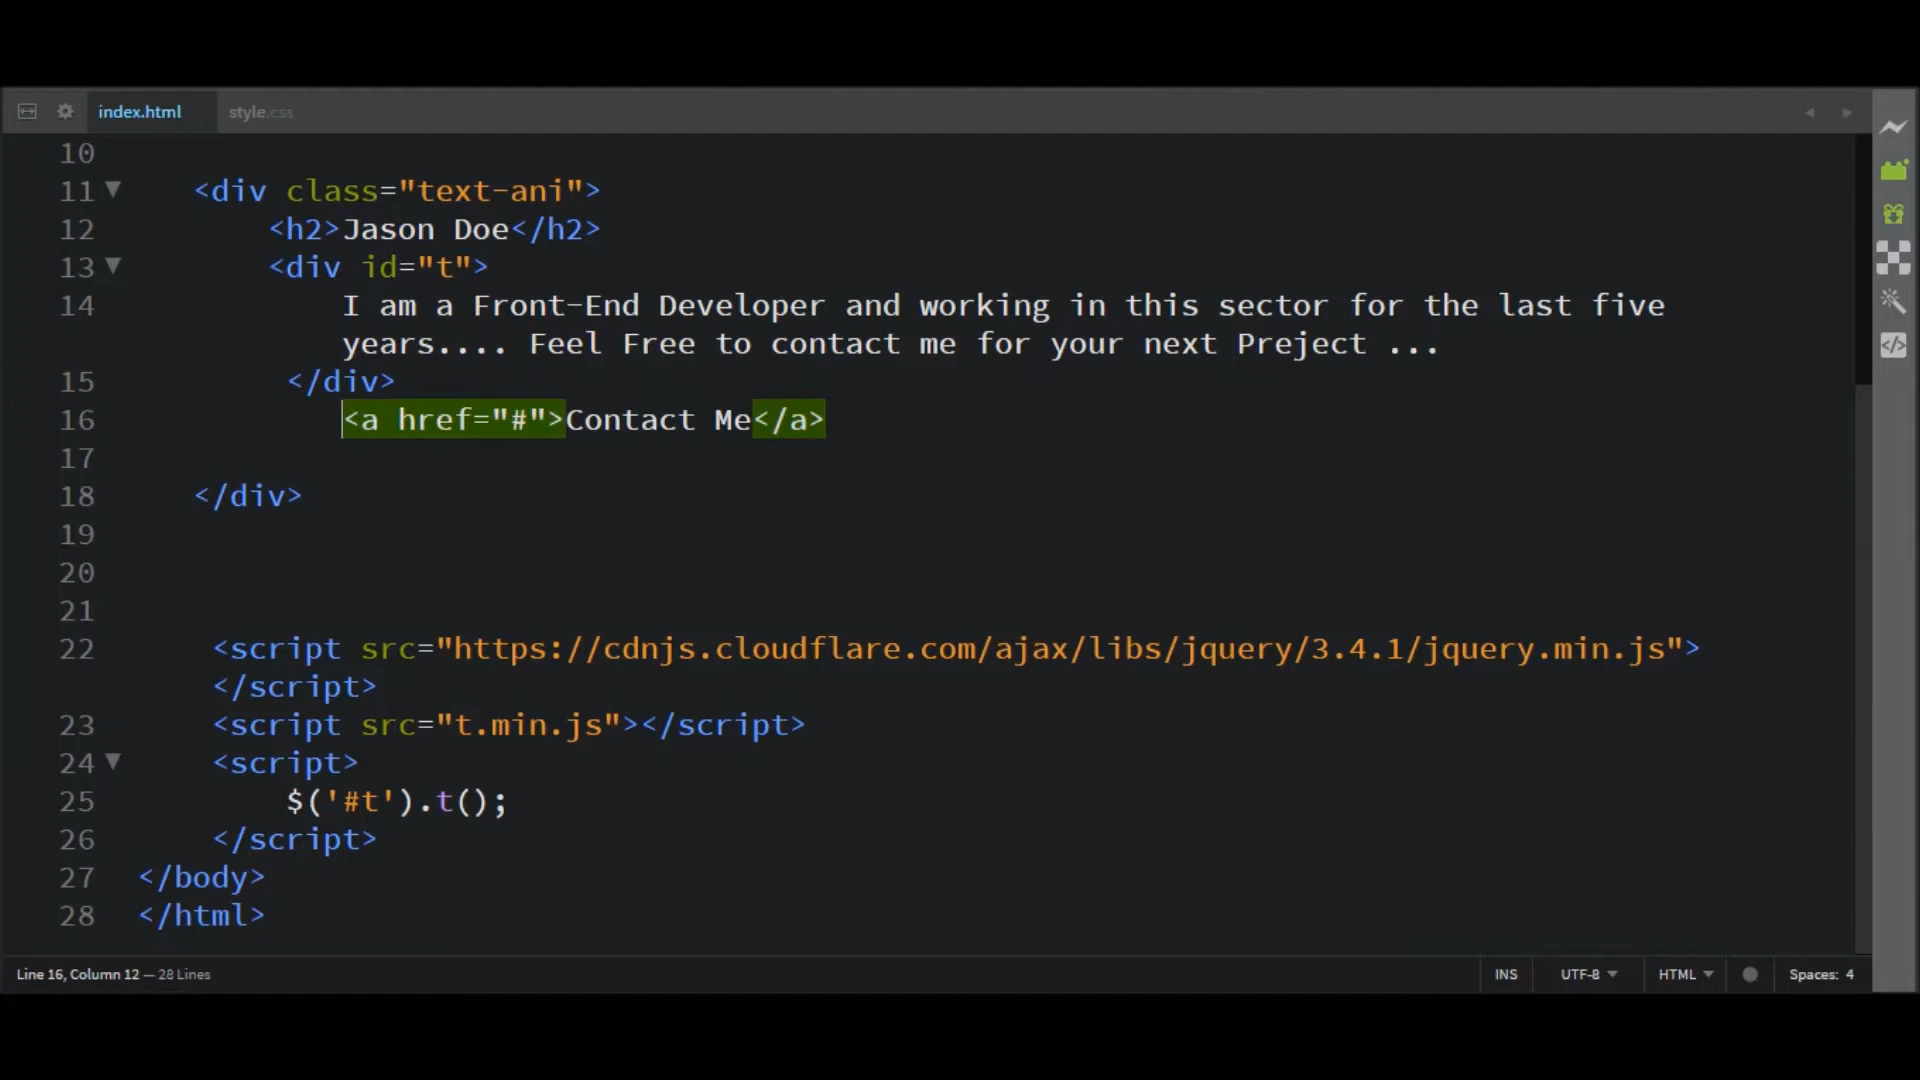 index.html style.css
10
11 <div class="text-ani">
12 <h2>Jason Doe</h2>
13 <div id="t">
14 I am a Front-End Developer and working in this sector for the last five
years.... Feel Free to contact me for your next Preject ...
15 </div>
16 <a href="#">Contact Me</a>
17
18 </div>
19
20
21
22 <script src="https://cdnjs.cloudflare.com/ajax/libs/jquery/3.4.1/jquery.min.js">
</script>
23 <script src="t.min.js"></script>
24 <script>
25 $('#t').t();
26 </script>
27 </body>
28 </html>
Line 16, Column 12 — 28 Lines INS UTF-8 HTML Spaces: 4